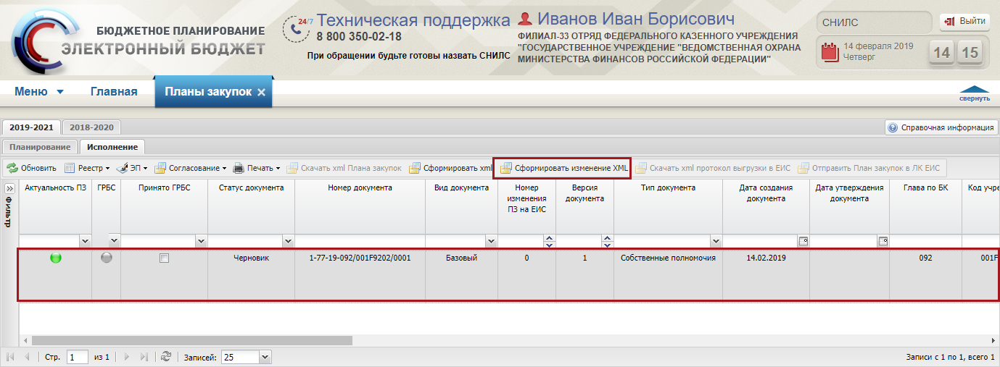 БЮДЖЕТНОЕ ПЛАНИРОВАНИЕ
ЭЛЕКТРОННЫЙ БЮДЖЕТ
24/7 Техническая поддержка
8 800 350-02-18
При обращении будьте готовы назвать СНИЛС
Иванов Иван Борисович
ФИЛИАЛ-33 ОТРЯД ФЕДЕРАЛЬНОГО КАЗЕННОГО УЧРЕЖДЕНИЯ
"ГОСУДАРСТВЕННОЕ УЧРЕЖДЕНИЕ "ВЕДОМСТВЕННАЯ ОХРАНА
МИНИСТЕРСТВА ФИНАНСОВ РОССИЙСКОЙ ФЕДЕРАЦИИ"
СНИЛС
Выйти
14 февраля 2019
Четверг
14 15
Меню Главная Планы закупок
свернуть
2019-2021 2018-2020
Справочная информация
Планирование Исполнение
Обновить Реестр ЭП Согласование Печать Скачать xml Плана закупок Сформировать xml Сформировать изменение XML Скачать xml протокол выгрузки в ЕИС Отправить План закупок в ЛК ЕИС
Фильтр
Актуальность ПЗ
ГРБС
Принято ГРБС
Статус документа
Номер документа
Вид документа
Номер
изменения
ПЗ на ЕИС
Версия
документа
Тип документа
Дата создания
документа
Дата утверждения
документа
Глава по БК
Код учре
Черновик 1-77-19-092/001F9202/0001 Базовый 0 1 Собственные полномочия 14.02.2019 092 001F
Стр. 1 из 1 Записей: 25
Записи с 1 по 1, всего 1